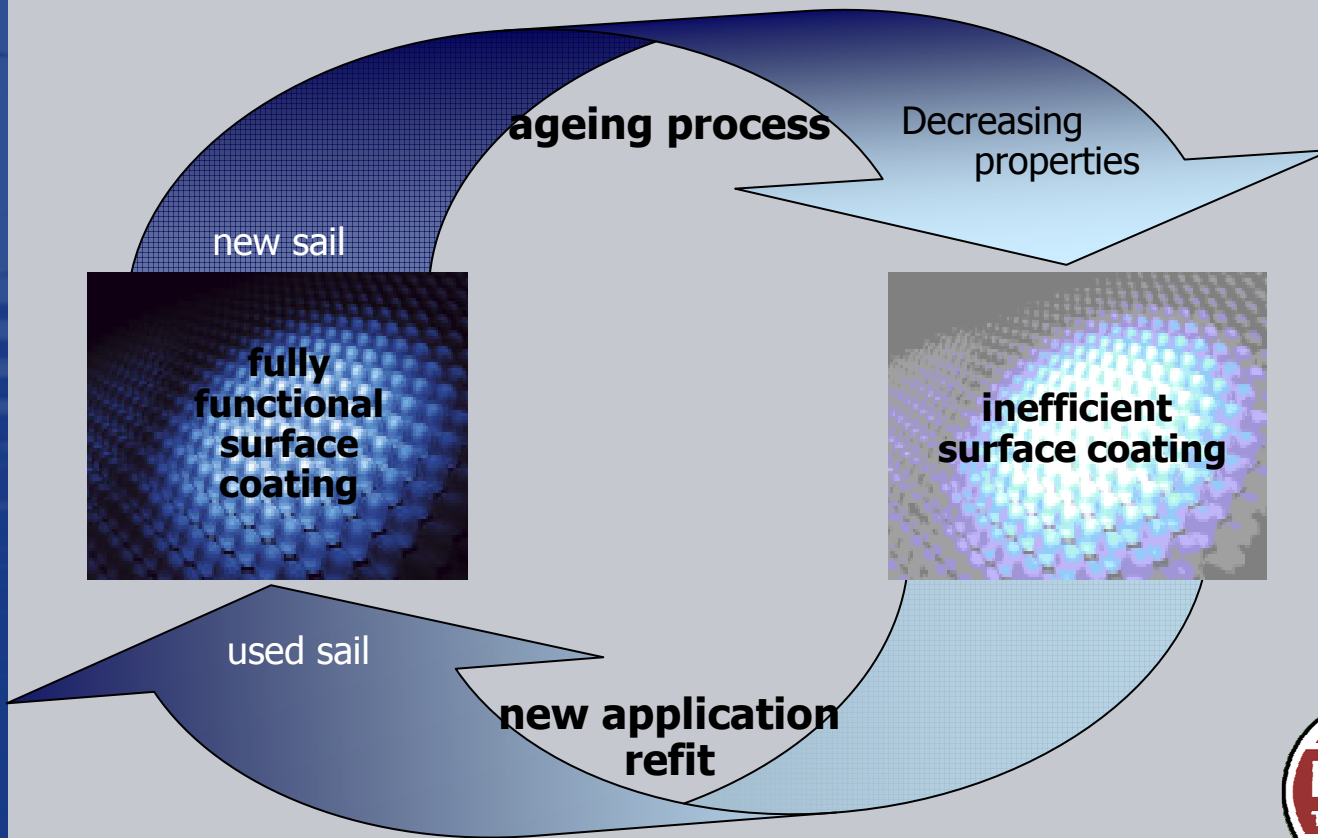 ageing process
Decreasing
properties
new sail
fully
functional
surface
coating
inefficient
surface coating
used sail
new application
refit